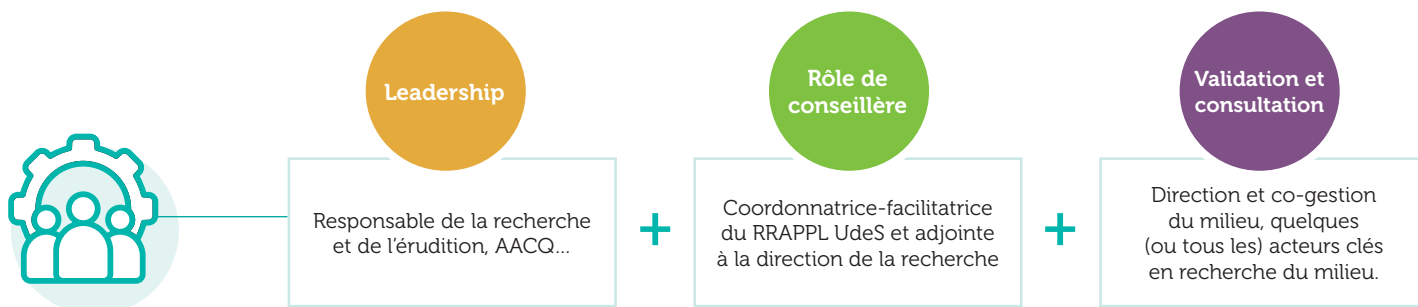 Leadership
Responsable de la recherche
et de l'érudition, AACQ...
+
Rôle de
conseillère
Coordonnatrice-facilitatrice
du RRAPPL UdeS et adjointe
à la direction de la recherche
+
Validation et
consultation
Direction et co-gestion
du milieu, quelques
(ou tous les) acteurs clés
en recherche du milieu.